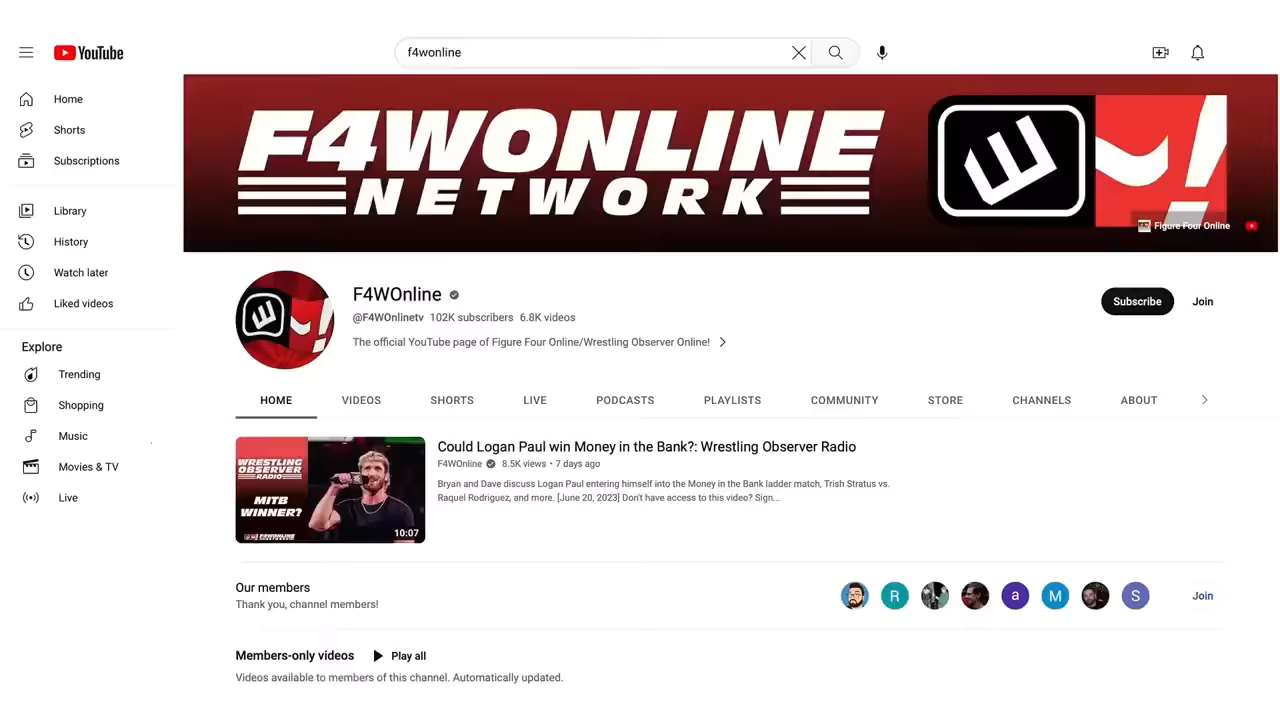 YouTube
f4wonline
Home
Shorts
Subscriptions
Library
History
Watch later
Liked videos
Explore
Trending
Shopping
Music
Movies & TV
Live
F4WONLINE
NETWORK
Figure Four Online
F4WOnline
@F4WOnlinetv 102K subscribers 6.8K videos
The official YouTube page of Figure Four Online/Wrestling Observer Online!
Subscribe
Join
HOME VIDEOS SHORTS LIVE PODCASTS PLAYLISTS COMMUNITY STORE CHANNELS ABOUT
WRESTLING
OBSERVER
RADIO
MITB
WINNER?
F4WONLINE
10:07
Could Logan Paul win Money in the Bank?: Wrestling Observer Radio
F4WOnline 8.5K views • 7 days ago
Bryan and Dave discuss Logan Paul entering himself into the Money in the Bank ladder match, Trish Stratus vs.
Raquel Rodriguez, and more. [June 20, 2023] Don't have access to this video? Sign...
Our members
Thank you, channel members!
R
a
M
S
Join
Members-only videos
Play all
Videos available to members of this channel. Automatically updated.